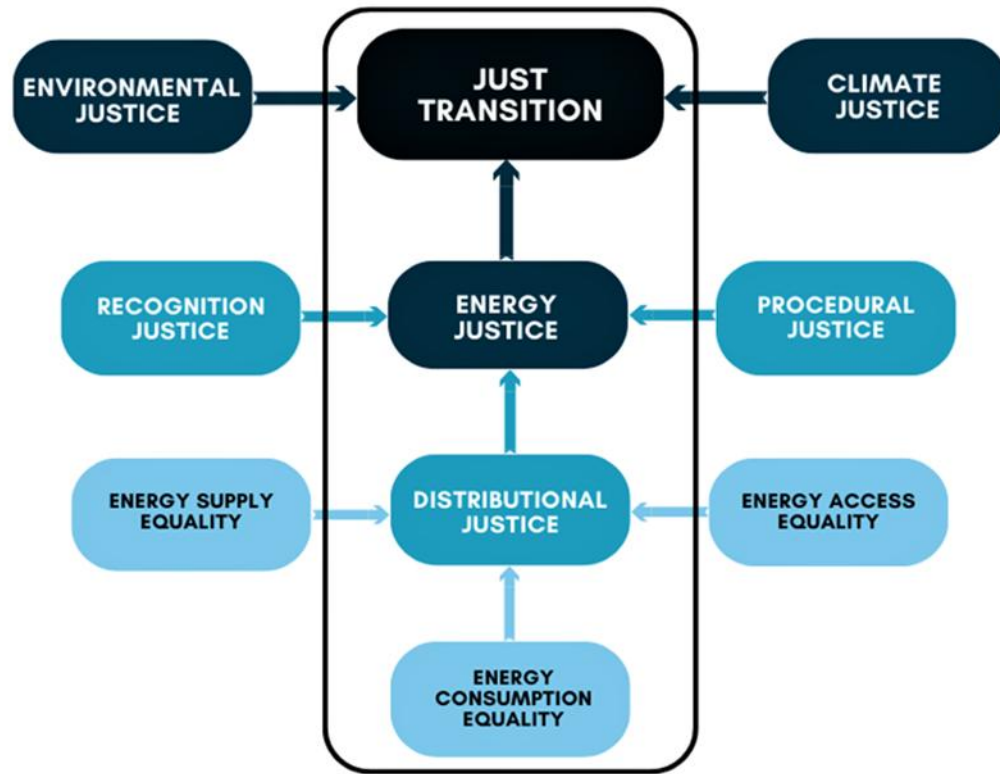 ENVIRONMENTAL
JUSTICE
JUST
TRANSITION
CLIMATE
JUSTICE
RECOGNITION
JUSTICE
ENERGY
JUSTICE
PROCEDURAL
JUSTICE
ENERGY SUPPLY
EQUALITY
DISTRIBUTIONAL
JUSTICE
ENERGY ACCESS
EQUALITY
ENERGY
CONSUMPTION
EQUALITY